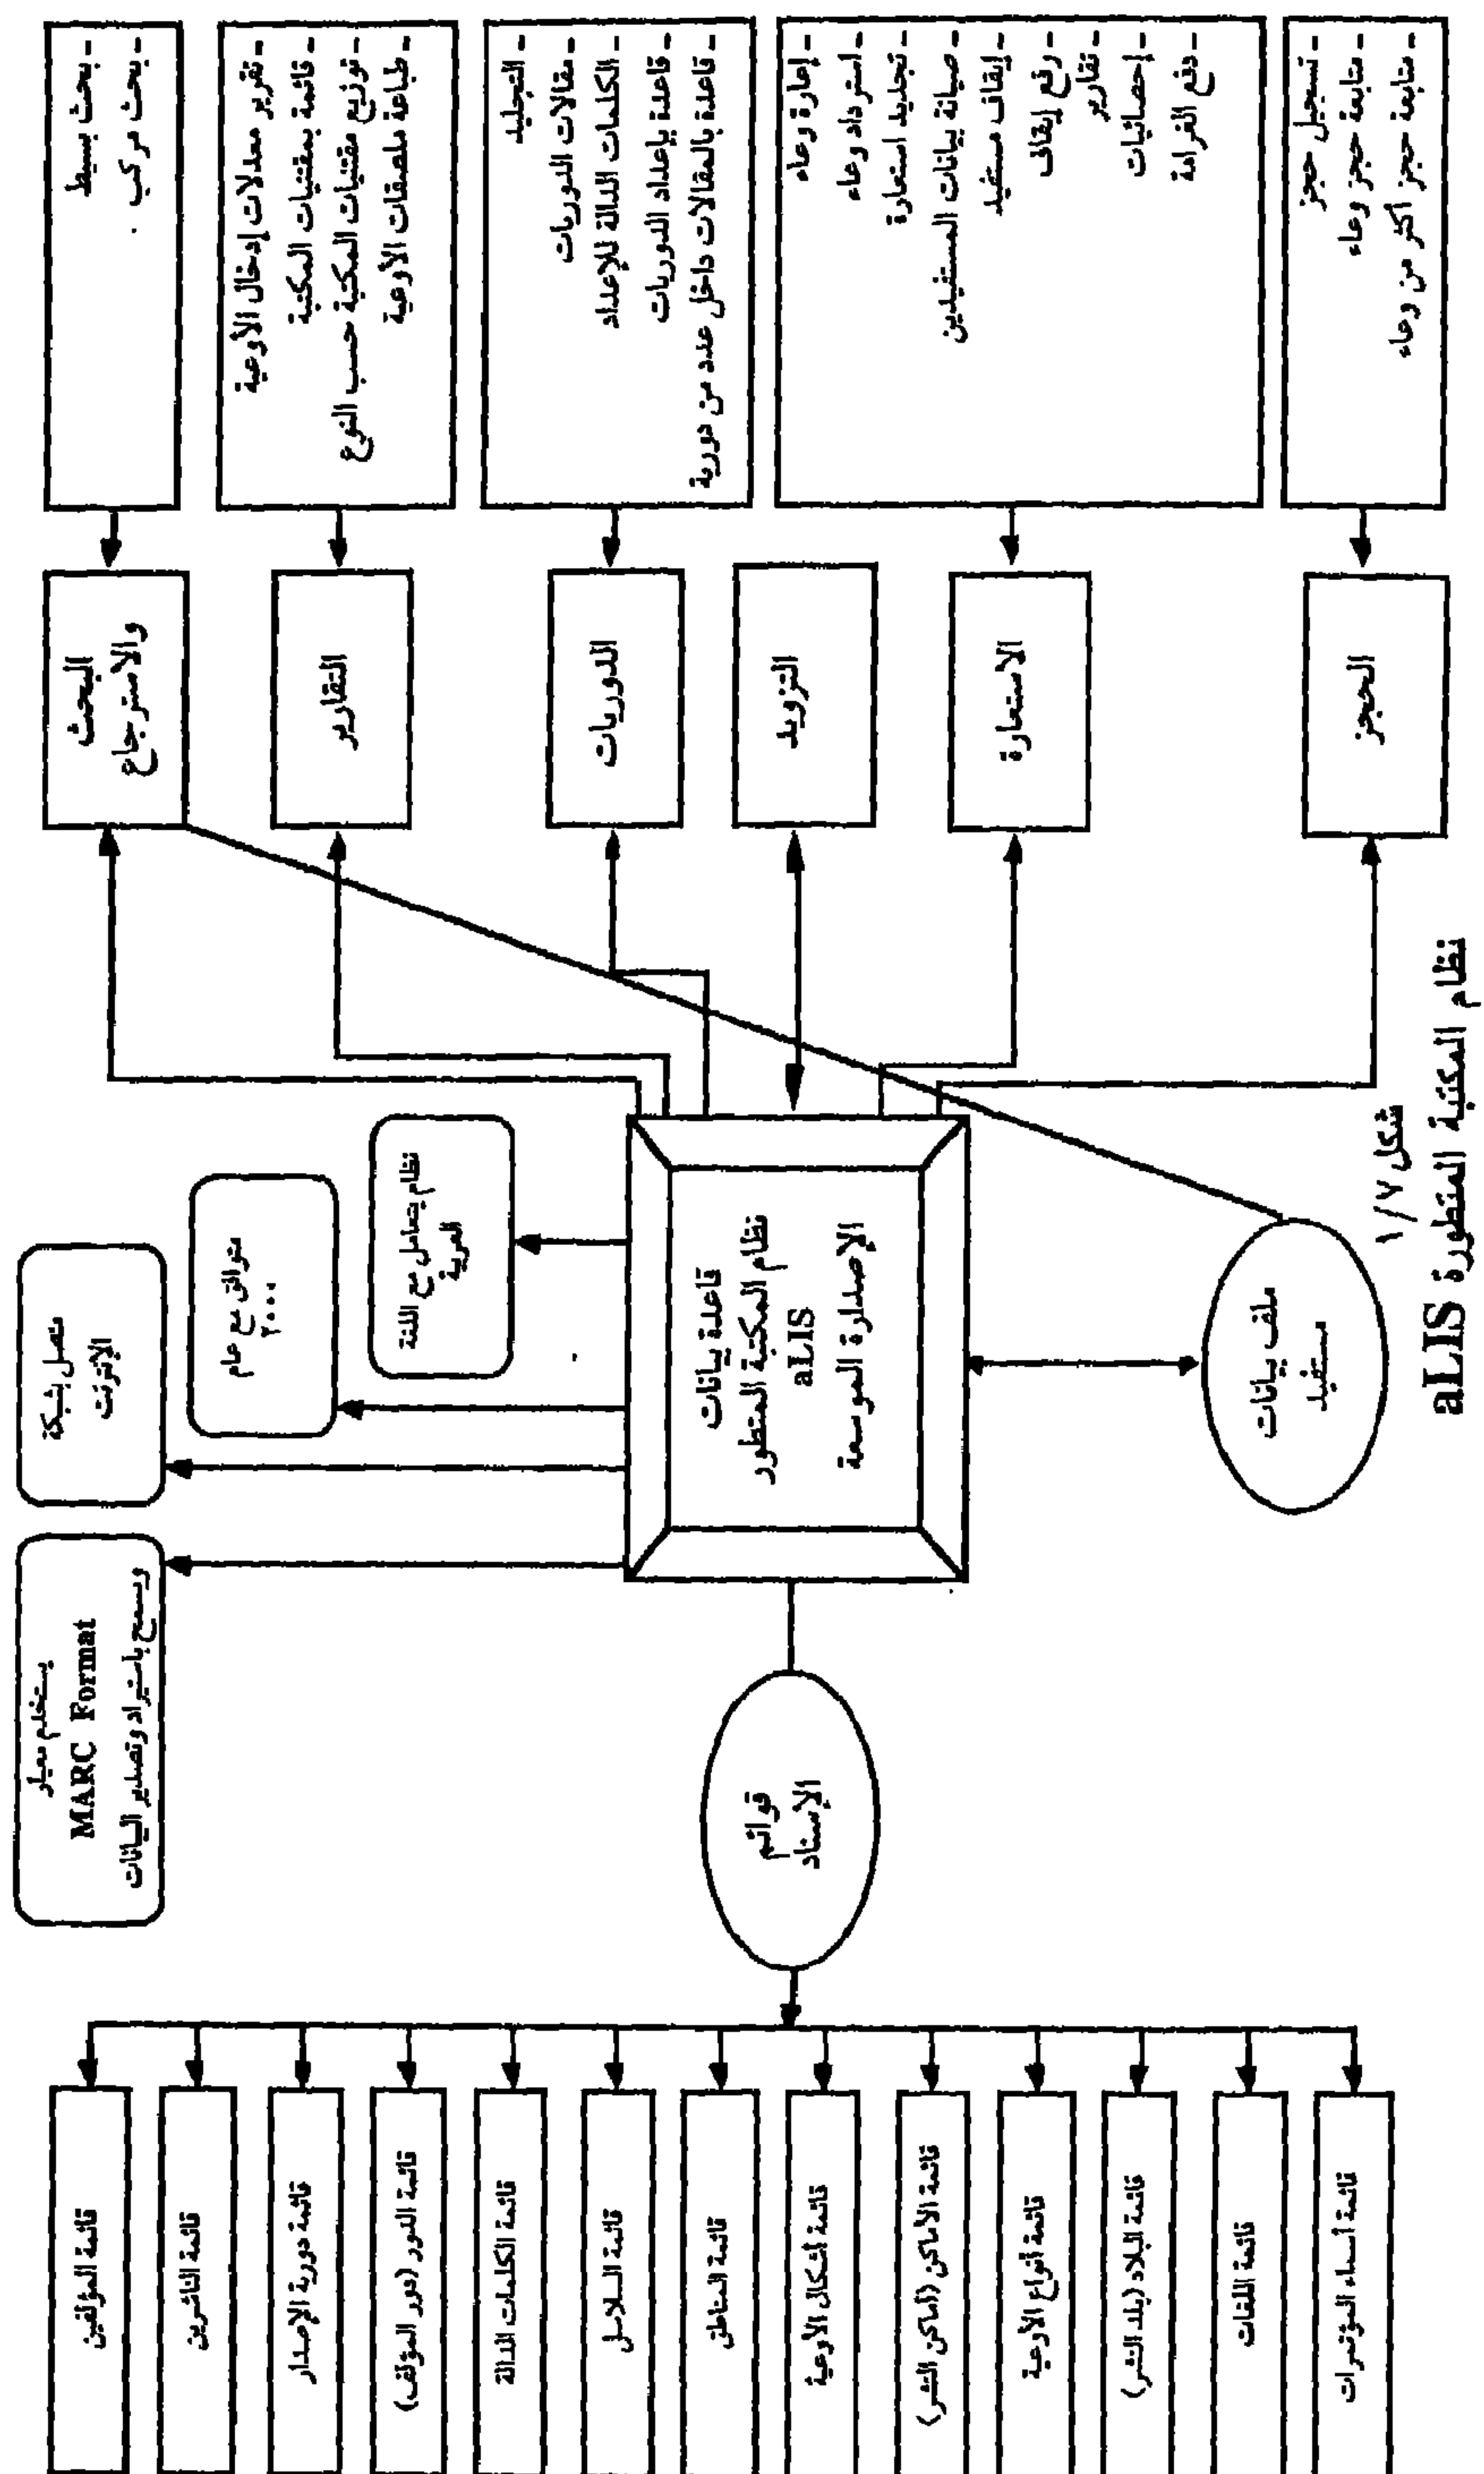 - بحث بسيط
- بحث مركب
- تقرير معدلات إدخال الأوعية
- قائمة بمقتنيات المكتبة
- توزيع مقتنيات المكتبة حسب النوع
- طباعة ملصقات الأوعية
- التجليد
- مقالات الدوريات
- الكلمات الدالة للإعداد
- قاعدة بإعداد الدوريات
- قاعدة بالمقالات داخل عدد من دورية
- إعارة وعاء
- استرداد وعاء
- تجديد استعارة
- صيانة بيانات المستفيدين
- إيقاف مستفيد
- رفع إيقاف
- تقارير
- إحصائيات
- دفع الغرامة
- تسجيل حجز
- متابعة حجز وعاء
- متابعة حجز أكثر من وعاء
البحث
والاسترجاع
التقارير
الدوريات
التزويد
الاستعارة
الحجز
نظام يتعامل مع اللغة
العربية
متوافق مع عام
٢٠٠٠
متصل بشبكة
الإنترنت
يستخدم معيار
MARC Format
ويسمح باستيراد وتصدير البيانات
قاعدة بيانات
نظام المكتبة المتطور
aLIS
الإصدارة الموسعة
ملف بيانات
مستفيد
قوائم
الإسناد
قائمة المؤلفين
قائمة الناشرين
قائمة دورية الإصدار
قائمة الدور (دور المؤلف)
قائمة الكلمات الدالة
قائمة السلاسل
قائمة المناطق
قائمة أشكال الأوعية
قائمة الأماكن (أماكن النشر)
قائمة أنواع الأوعية
قائمة البلاد (بلد النشر)
قائمة اللغات
قائمة أسماء المؤتمرات
شكل ١/٧
نظام المكتبة المتطورة aLIS